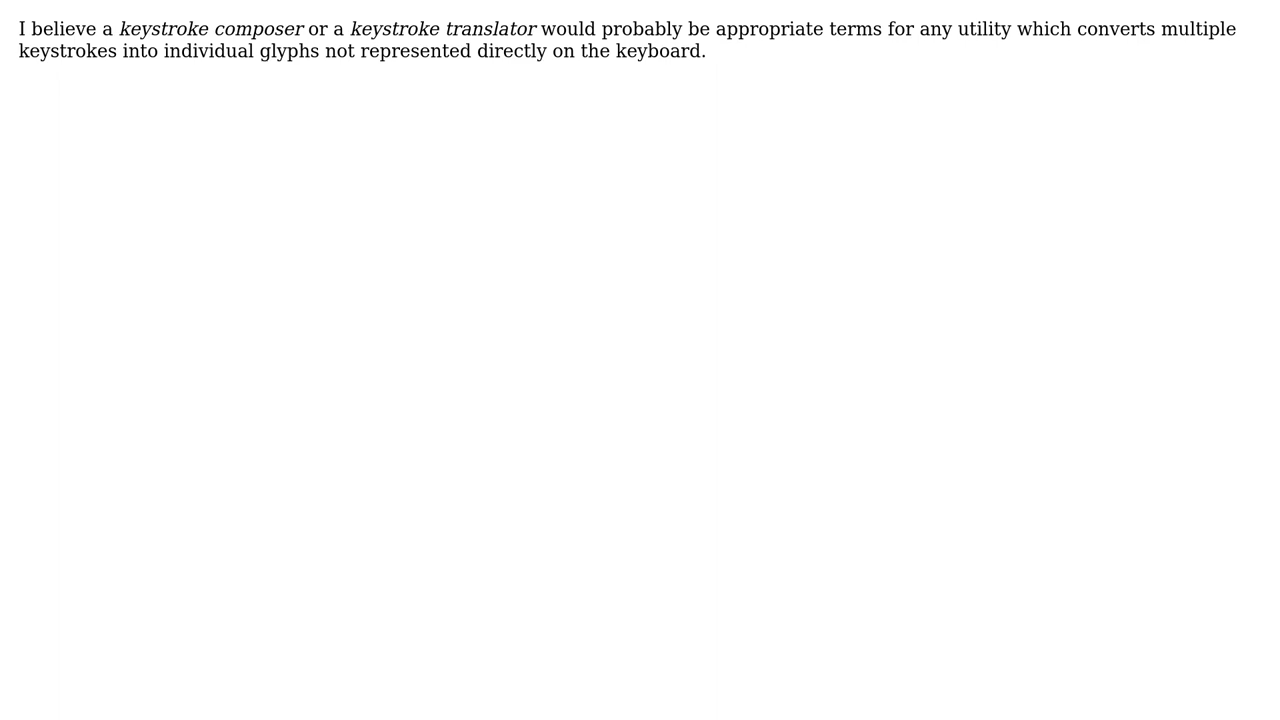 I believe a keystroke composer or a keystroke translator would probably be appropriate terms for any utility which converts multiple
keystrokes into individual glyphs not represented directly on the keyboard.